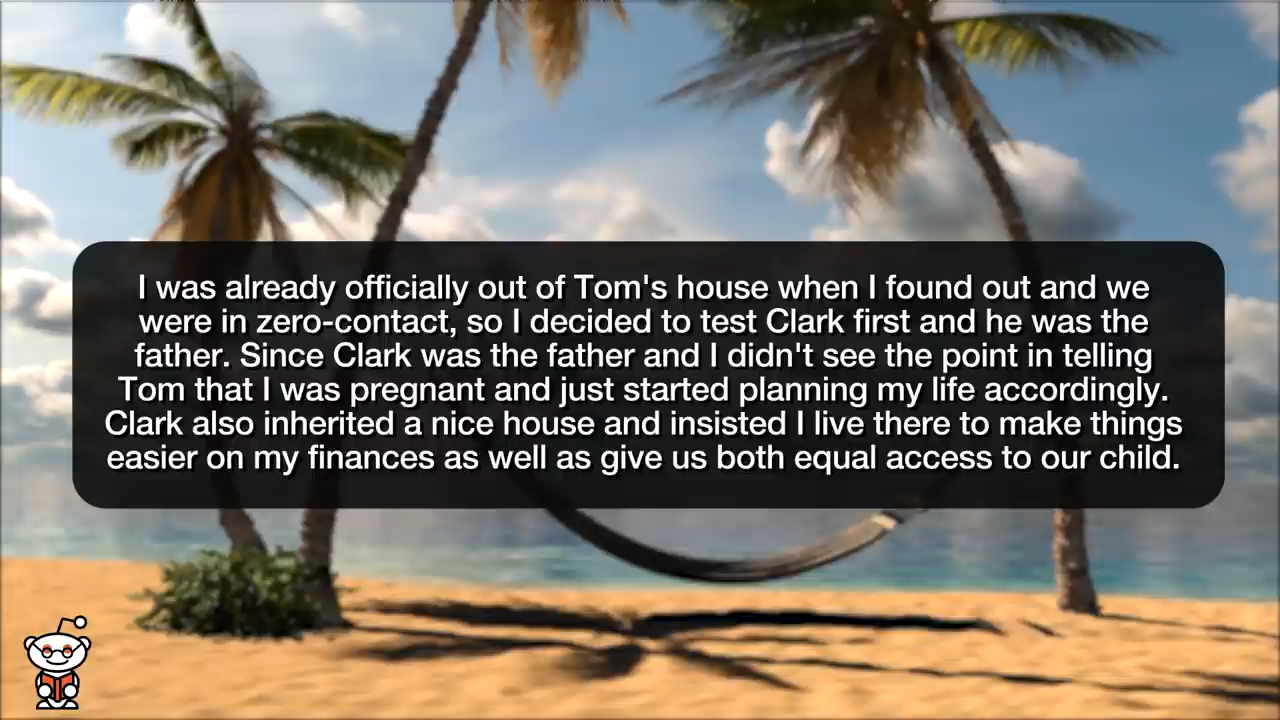 I was already officially out of Tom's house when I found out and we
were in zero-contact, so I decided to test Clark first and he was the
father. Since Clark was the father and I didn't see the point in telling
Tom that I was pregnant and just started planning my life accordingly.
Clark also inherited a nice house and insisted I live there to make things
easier on my finances as well as give us both equal access to our child.